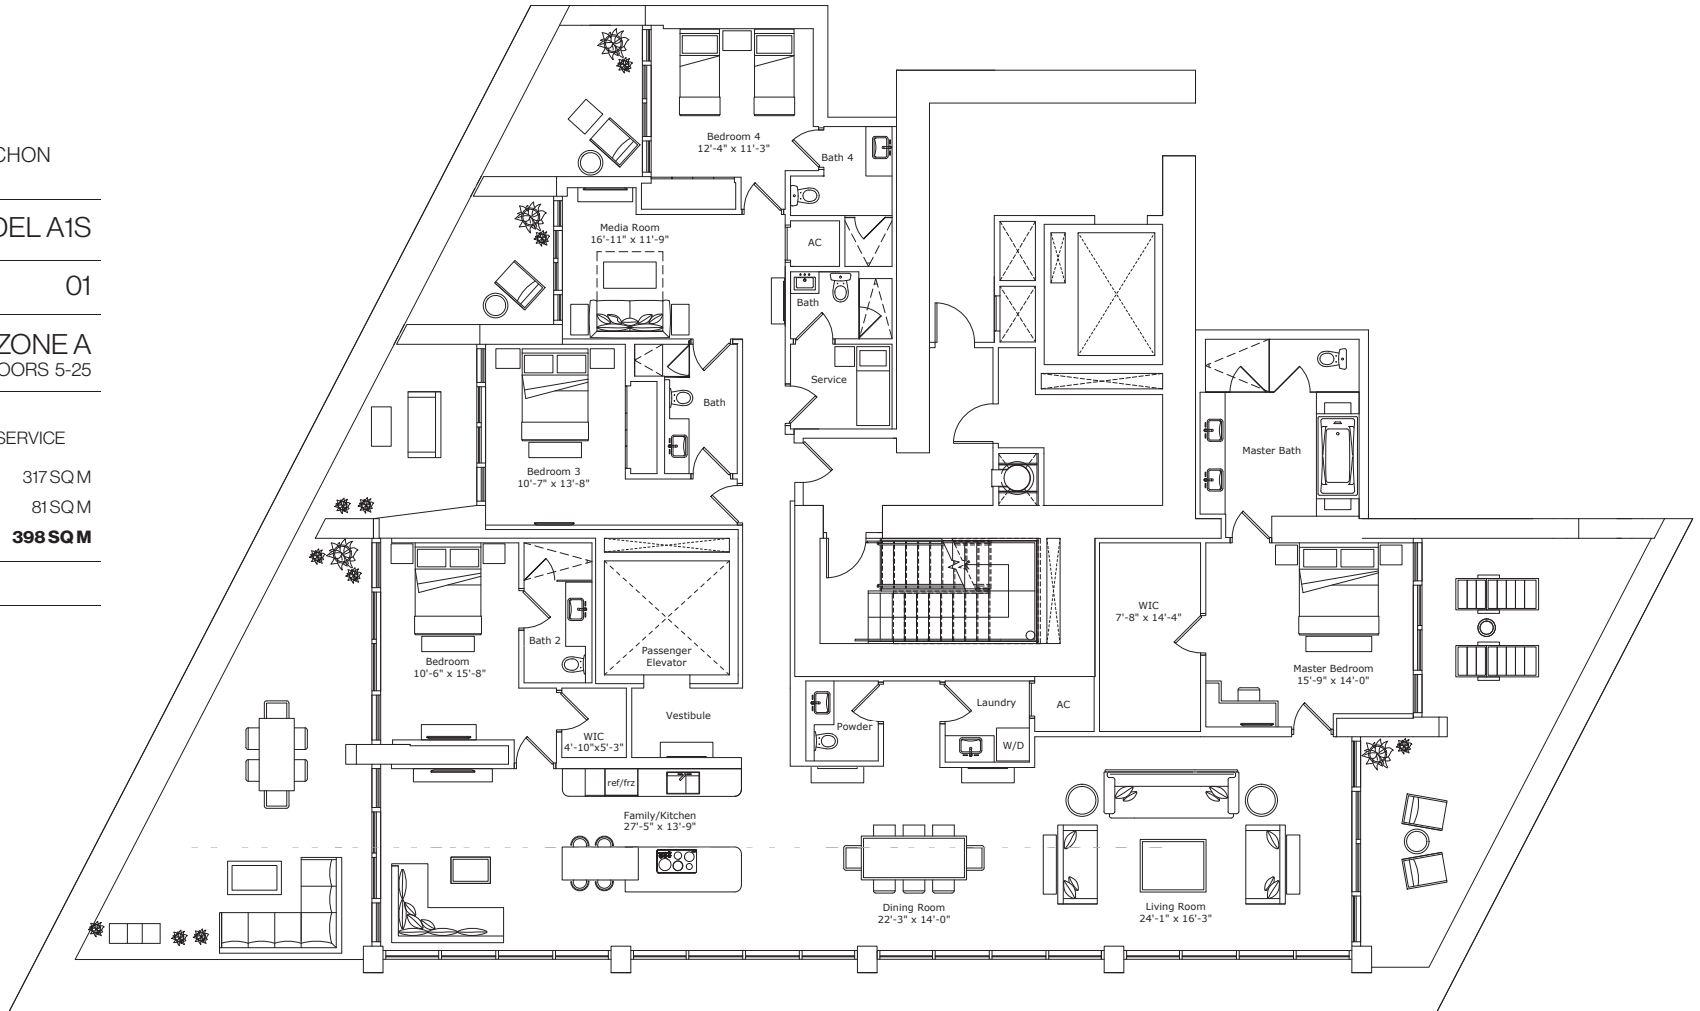 CHON
DEL A1S
01
ZONE A
OORS 5-25
SERVICE
317 SQ M
81 SQ M
398 SQ M
Bedroom 4
12'-4" x 11'-3"
Bath 4
Media Room
16'-11" x 11'-9"
AC
Bath
Service
Bath
Bedroom 3
10'-7" x 13'-8"
Master Bath
Bedroom
10'-6" x 15'-8"
Bath 2
Passenger
Elevator
WIC
7'-8" x 14'-4"
Master Bedroom
15'-9" x 14'-0"
Vestibule
WIC
4'-10"x5'-3"
Powder
Laundry
AC
W/D
ref/frz
Family/Kitchen
27'-5" x 13'-9"
Dining Room
22'-3" x 14'-0"
Living Room
24'-1" x 16'-3"